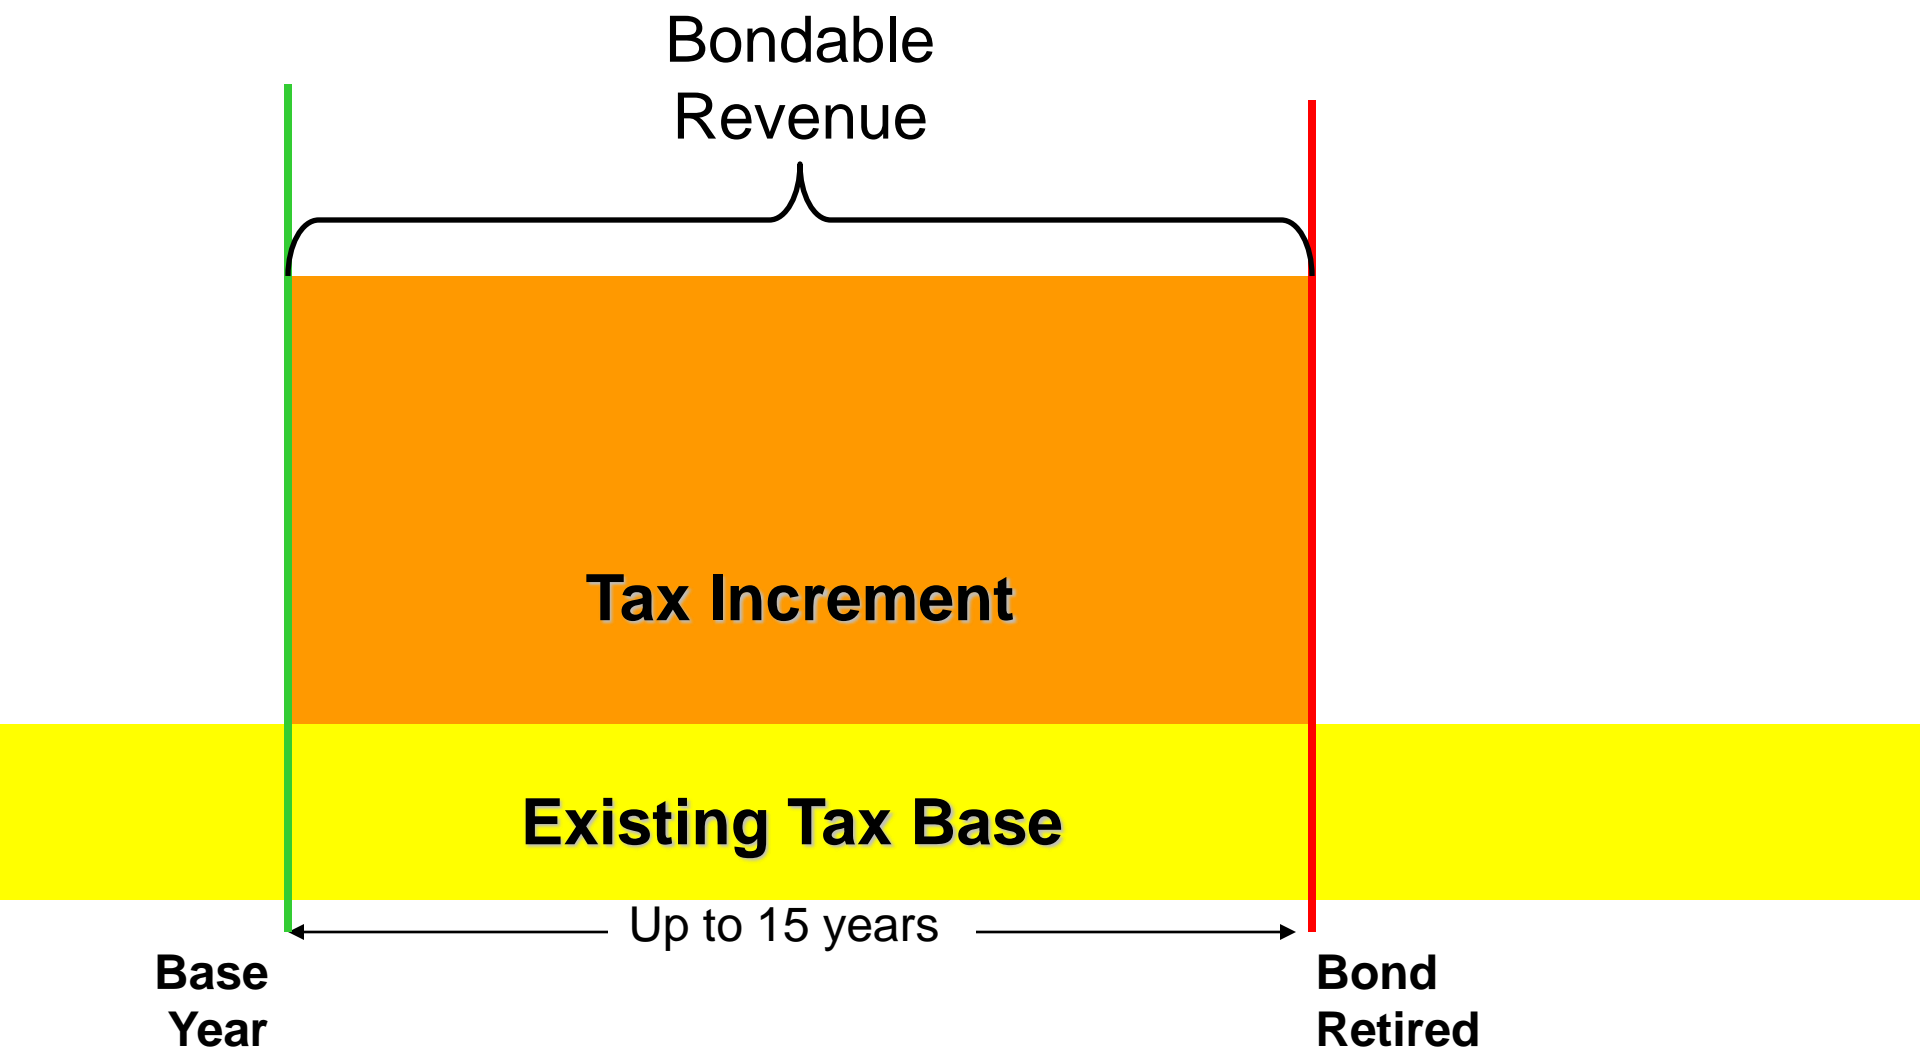 Bondable
Revenue
Tax Increment
Existing Tax Base
Up to 15 years
Base
Year
Bond
Retired